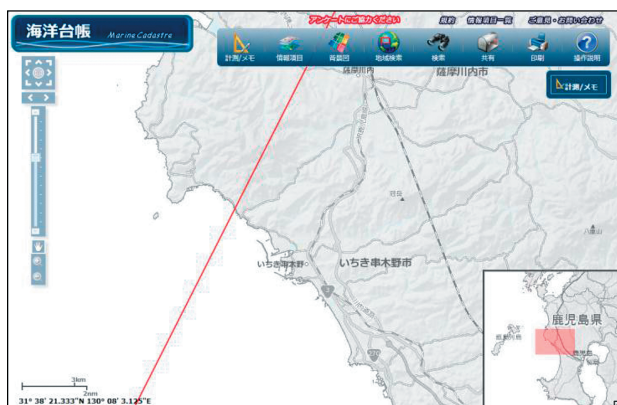 海洋台帳 Marine Cadastre
アンケートにご協力ください
規約 情報項目一覧 ご意見・お問い合わせ
計測/メモ 情報項目 背景図 地域検索 検索 共有 印刷 操作説明
計測/メモ
薩摩川内
薩摩川内市
いちき串木野
いちき串木野市
鹿児島県
鹿児島
3km
2nm
31° 38′ 21.333″N 130° 08′ 3.125″E